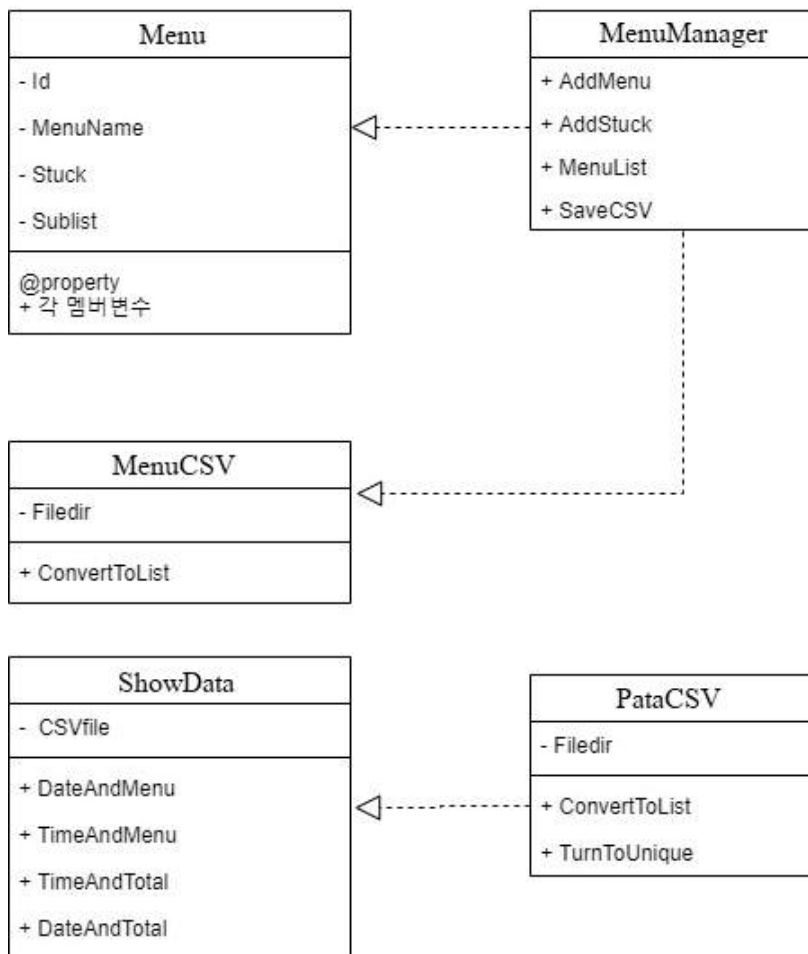 Menu
- Id
- MenuName
- Stuck
- Sublist
@property
+ 각 멤버변수
MenuManager
+ AddMenu
+ AddStuck
+ MenuList
+ SaveCSV
MenuCSV
- Filedir
+ ConvertToList
ShowData
- CSVfile
+ DateAndMenu
+ TimeAndMenu
+ TimeAndTotal
+ DateAndTotal
PataCSV
- Filedir
+ ConvertToList
+ TurnToUnique